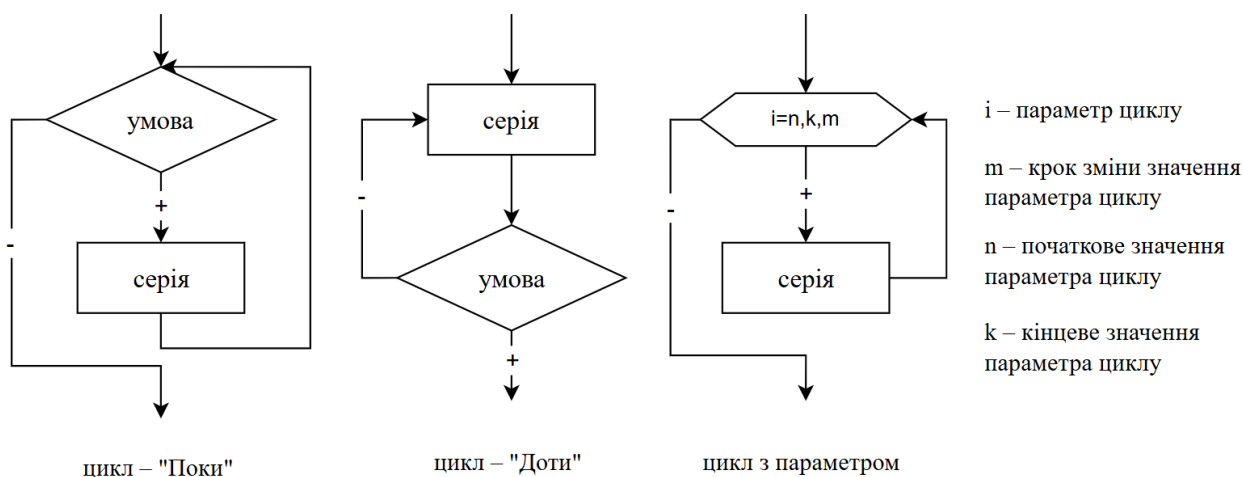 умова
+
-
серія
цикл – "Поки"
серія
-
умова
+
цикл – "Доти"
i=n,k,m
+
-
серія
цикл з параметром
i – параметр циклу
m – крок зміни значення
параметра циклу
n – початкове значення
параметра циклу
k – кінцеве значення
параметра циклу